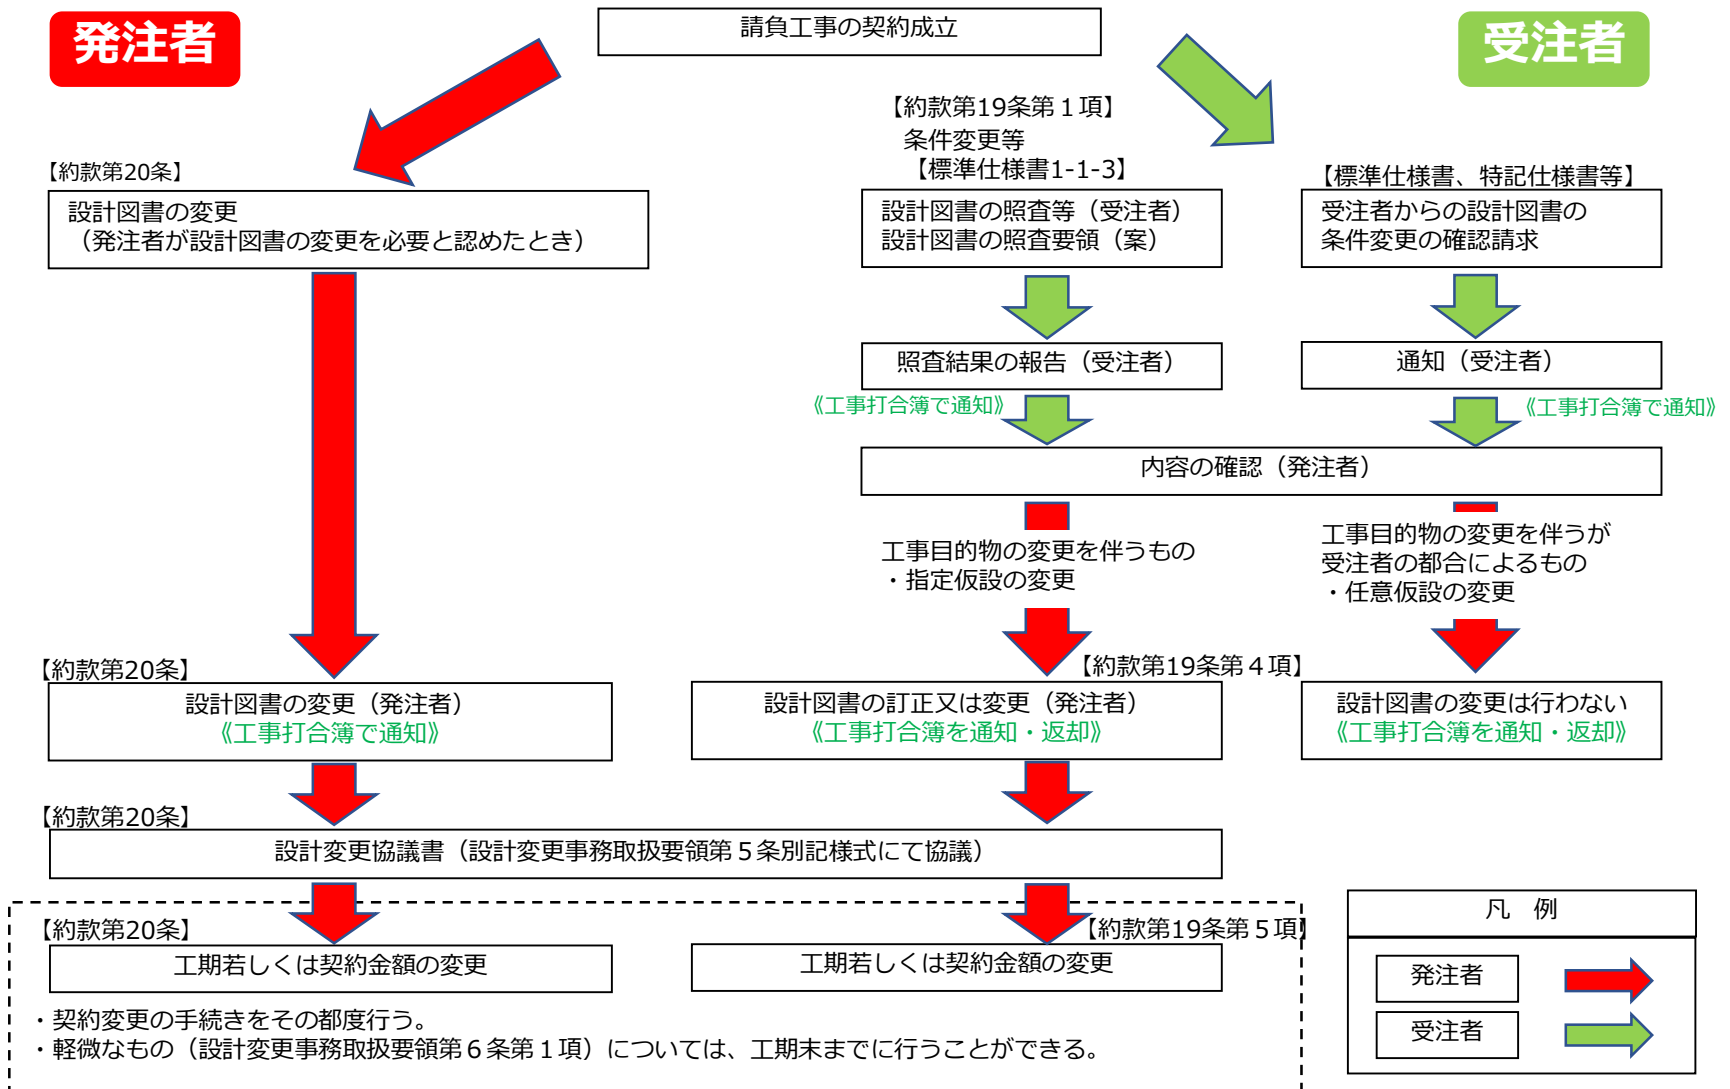 発注者
請負工事の契約成立
受注者
【約款第19条第１項】
条件変更等
【標準仕様書1-1-3】
【約款第20条】
【標準仕様書、特記仕様書等】
設計図書の変更
（発注者が設計図書の変更を必要と認めたとき）
設計図書の照査等（受注者）
設計図書の照査要領（案）
受注者からの設計図書の
条件変更の確認請求
照査結果の報告（受注者）
通知（受注者）
《工事打合簿で通知》
《工事打合簿で通知》
内容の確認（発注者）
工事目的物の変更を伴うもの
・指定仮設の変更
工事目的物の変更を伴うが
受注者の都合によるもの
・任意仮設の変更
【約款第20条】
【約款第19条第４項】
設計図書の変更（発注者）
《工事打合簿で通知》
設計図書の訂正又は変更（発注者）
《工事打合簿を通知・返却》
設計図書の変更は行わない
《工事打合簿を通知・返却》
【約款第20条】
設計変更協議書（設計変更事務取扱要領第５条別記様式にて協議）
【約款第20条】
【約款第19条第５項】
工期若しくは契約金額の変更
工期若しくは契約金額の変更
・契約変更の手続きをその都度行う。
・軽微なもの（設計変更事務取扱要領第６条第１項）については、工期末までに行うことができる。
凡　例
発注者
受注者